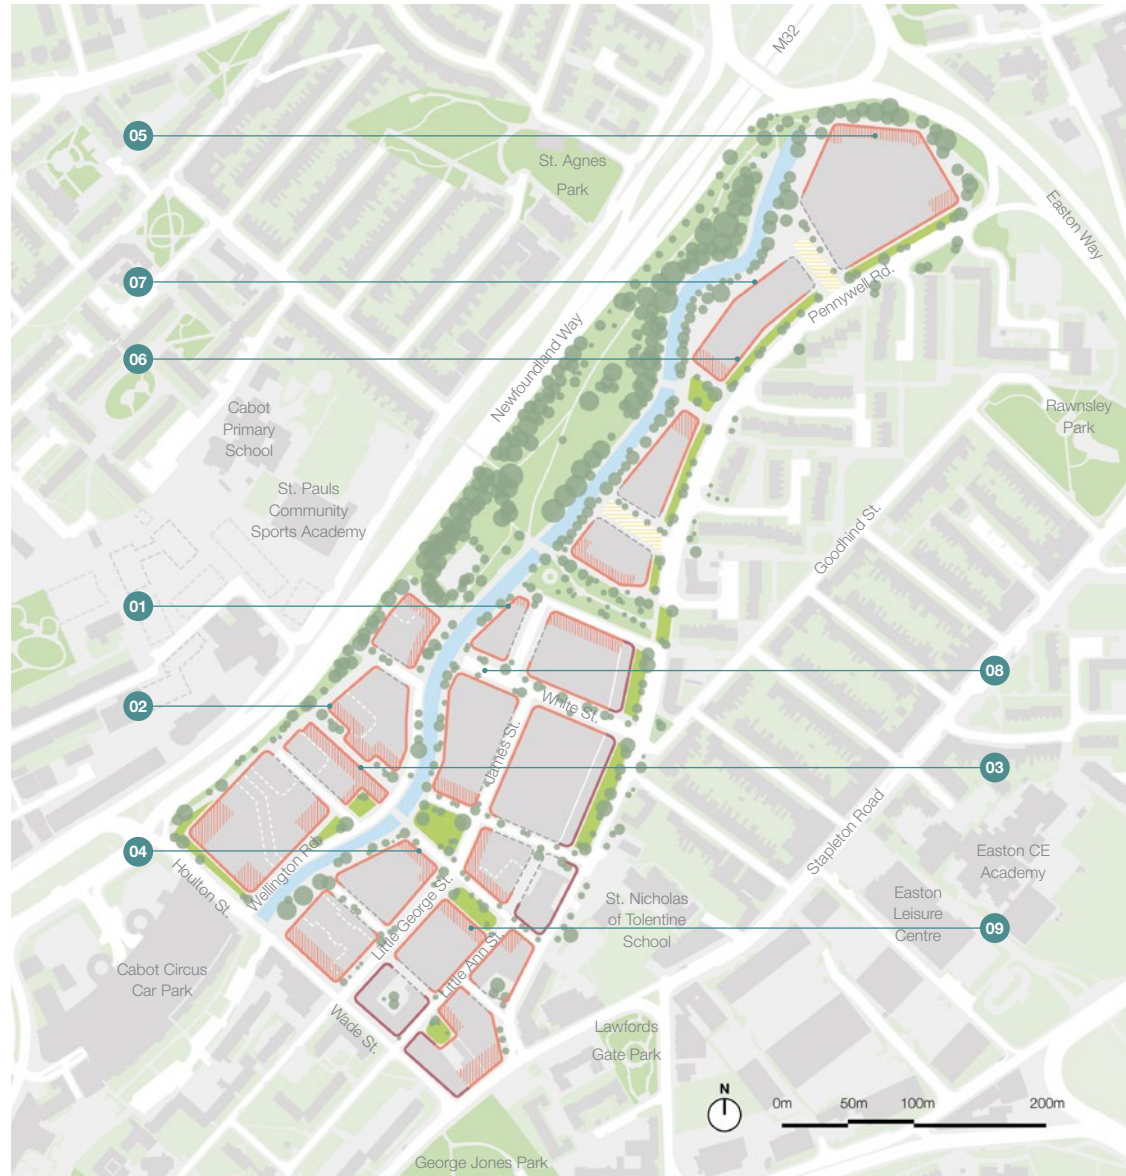 M32
05
St. Agnes
Park
Easton Way
07
Pennywell Rd.
Newfoundland Way
06
Cabot
Primary
School
Rawnsley
Park
St. Pauls
Community
Sports Academy
Goodhind St.
01
08
White St.
02
James St.
03
04
Stapleton Road
Easton CE
Academy
Houlton St.
Wellington Rd.
Little George St.
St. Nicholas
of Tolentine
School
Easton
Leisure
Centre
09
Little Ann St.
Cabot Circus
Car Park
Wade St.
Lawfords
Gate Park
N
0m
50m
100m
200m
George Jones Park